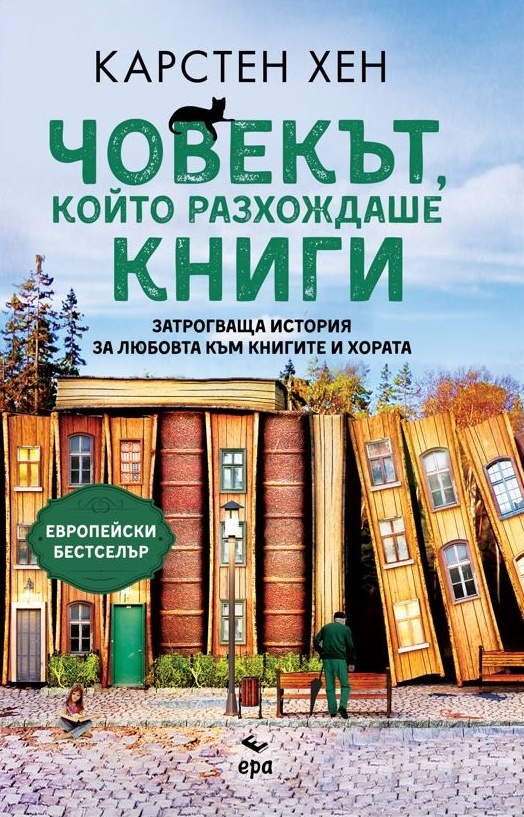 КАРСТЕН ХЕН
ЧОВЕКЪТ,
КОЙТО РАЗХОЖДАШЕ
КНИГИ
ЗАТРОГВАЩА ИСТОРИЯ
ЗА ЛЮБОВТА КЪМ КНИГИТЕ И ХОРАТА
ЕВРОПЕЙСКИ
БЕСТСЕЛЪР
ера